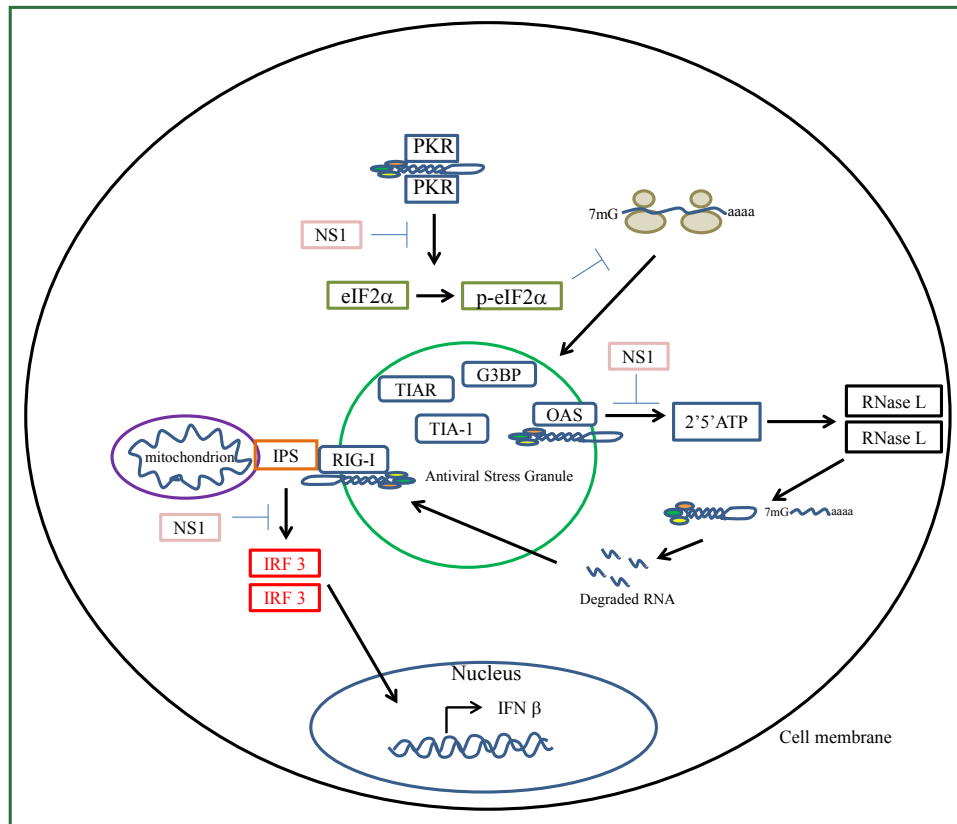 PKR
PKR
7mG
aaaa
NS1
eIF2α
p-eIF2α
NS1
G3BP
TIAR
OAS
TIA-1
2’5’ATP
RNase L
RNase L
mitochondrion
IPS
RIG-I
Antiviral Stress Granule
7mG
aaaa
NS1
IRF 3
IRF 3
Degraded RNA
Nucleus
IFN β
Cell membrane